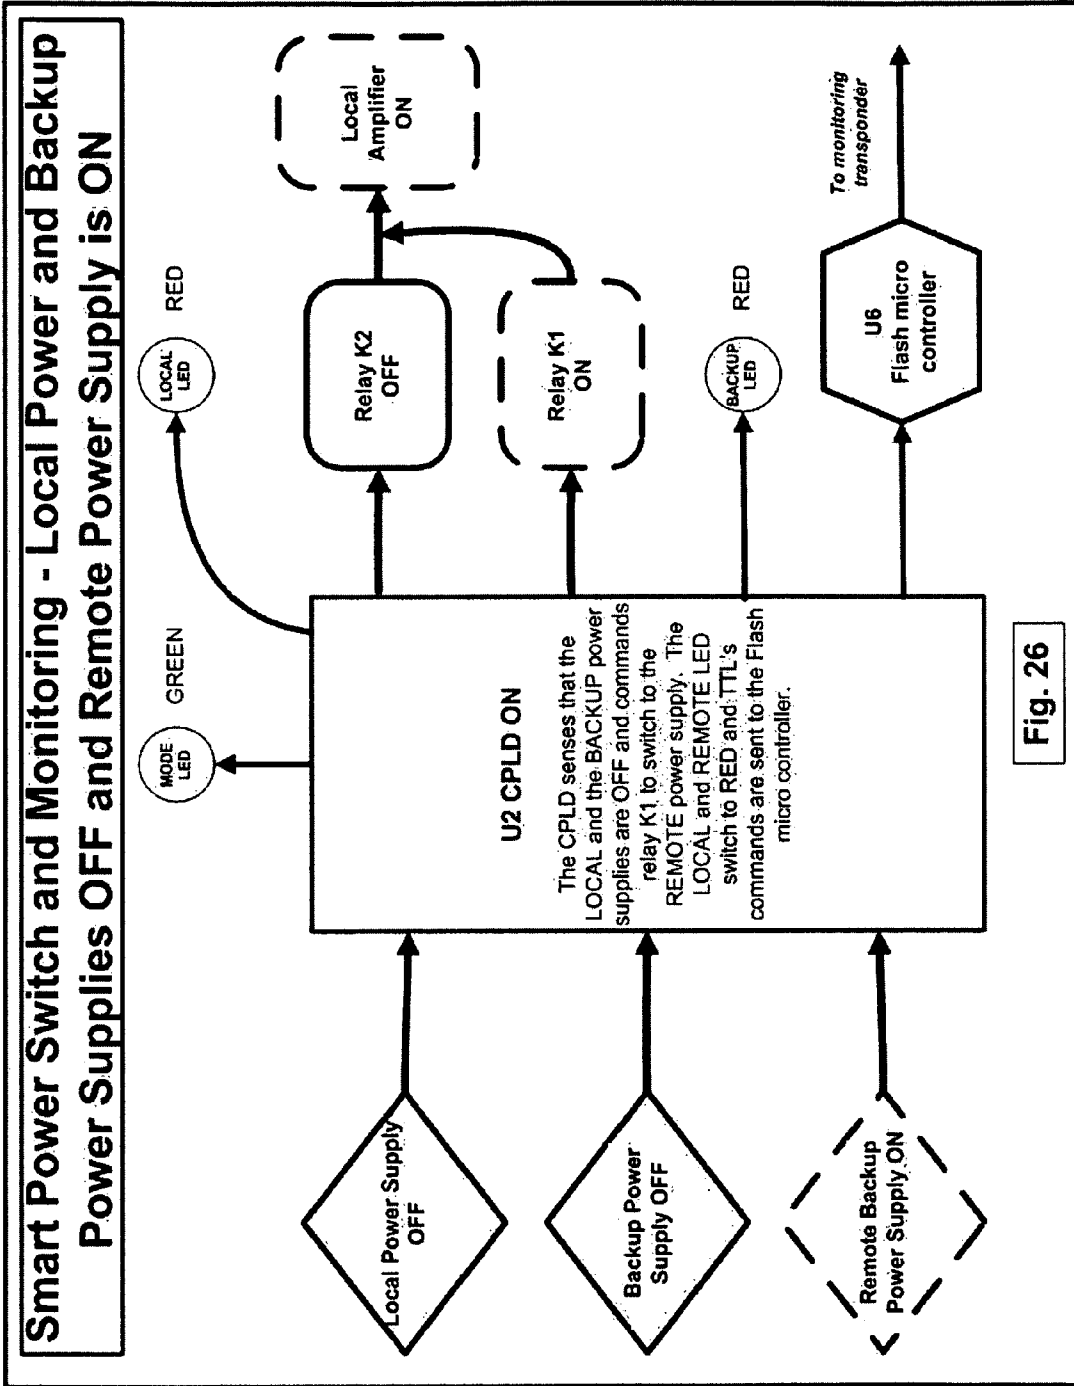 Smart Power Switch and Monitoring - Local Power and Backup
Power Supplies OFF and Remote Power Supply is ON
MODE
LED
GREEN
LOCAL
LED
RED
Local Power Supply
OFF
Backup Power
Supply OFF
Remote Backup
Power Supply ON
U2 CPLD ON
The CPLD senses that the
LOCAL and the BACKUP power
supplies are OFF and commands
relay K1 to switch to the
REMOTE power supply. The
LOCAL and REMOTE LED
switch to RED and TTL's
commands are sent to the Flash
micro controller.
Relay K2
OFF
Relay K1
ON
Local
Amplifier
ON
BACKUP
LED
RED
U6
Flash micro
controller
To monitoring
transponder
Fig. 26